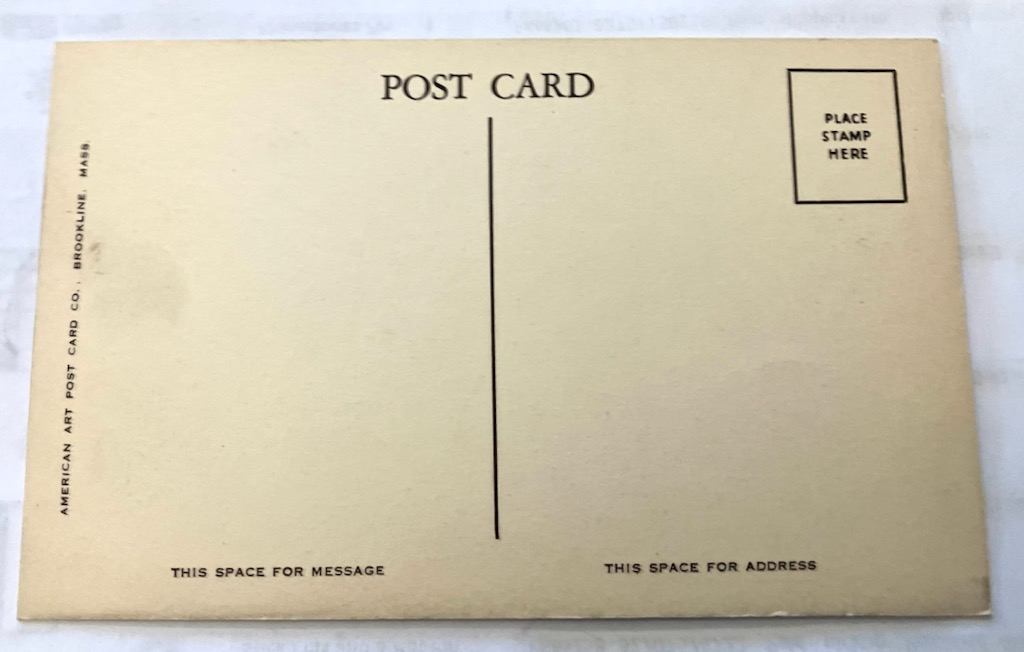 POST CARD
PLACE
STAMP
HERE
AMERICAN ART POST CARD CO., BROOKLINE, MASS.
THIS SPACE FOR MESSAGE
THIS SPACE FOR ADDRESS